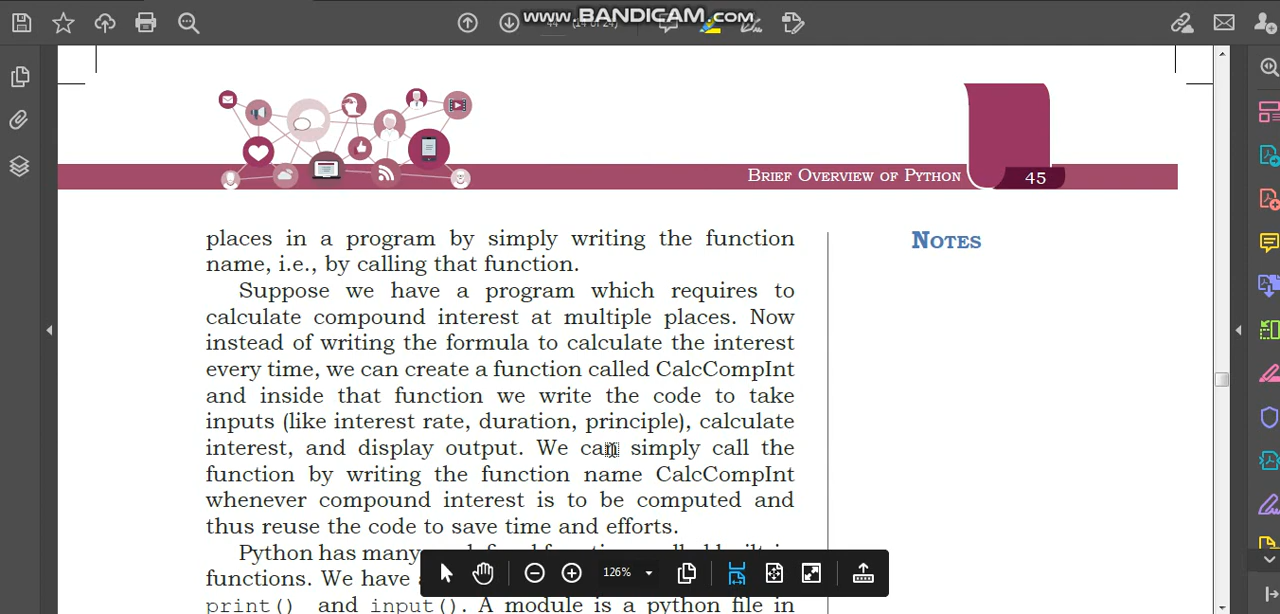 www.BANDICAM.com
BRIEF OVERVIEW OF PYTHON
45
places in a program by simply writing the function
name, i.e., by calling that function.
NOTES
Suppose we have a program which requires to
calculate compound interest at multiple places. Now
instead of writing the formula to calculate the interest
every time, we can create a function called CalcCompInt
and inside that function we write the code to take
inputs (like interest rate, duration, principle), calculate
interest, and display output. We can simply call the
function by writing the function name CalcCompInt
whenever compound interest is to be computed and
thus reuse the code to save time and efforts.
Python has many
functions. We have
126%
print() and input(). A module is a python file in